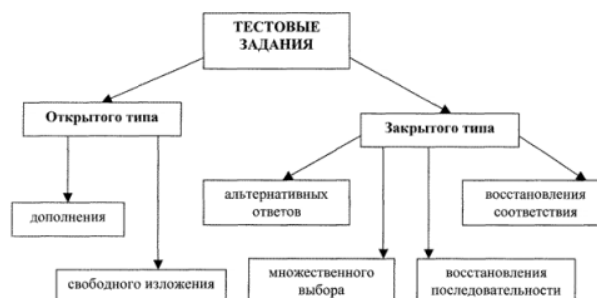 ТЕСТОВЫЕ
ЗАДАНИЯ
Открытого типа
Закрытого типа
альтернативных
ответов
восстановления
соответствия
дополнения
свободного изложения
множественного
выбора
восстановления
последовательности